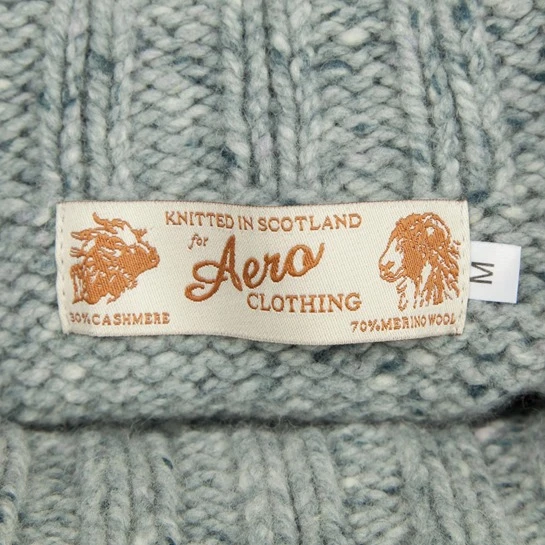 KNITTED IN SCOTLAND
for
Aero
CLOTHING
30% CASHMERE
70% MERINO WOOL
M